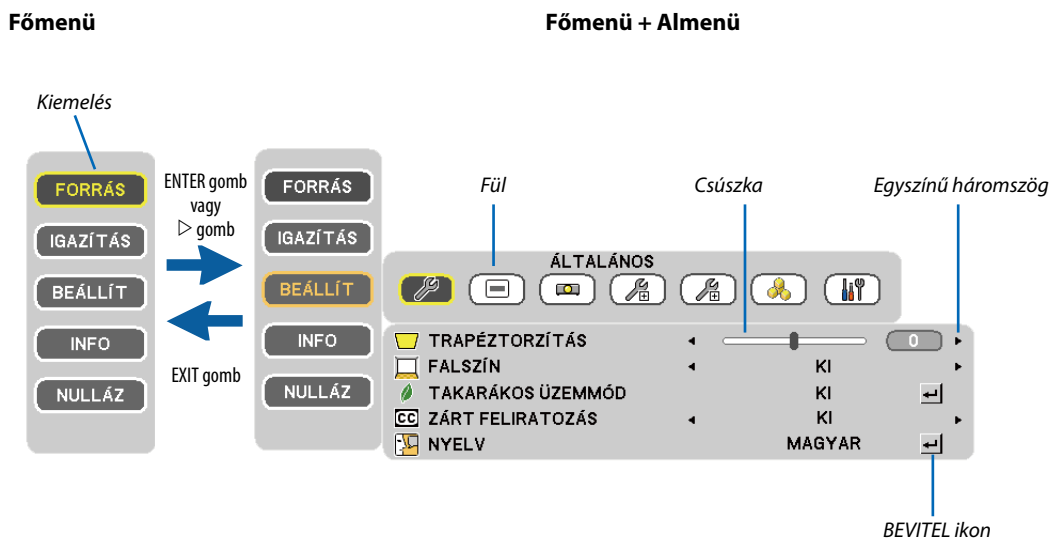 Főmenü
Főmenü + Almenü
Kiemelés
FORRÁS
IGAZÍTÁS
BEÁLLÍT
INFO
NULLÁZ
ENTER gomb
vagy
▷ gomb
EXIT gomb
FORRÁS
IGAZÍTÁS
BEÁLLÍT
INFO
NULLÁZ
Fül
Csúszka
Egyszínű háromszög
ÁLTALÁNOS
TRAPÉZTORZÍTÁS 0
FALSZÍN KI
TAKARÁKOS ÜZEMMÓD KI
CC ZÁRT FELIRATOZÁS KI
NYELV MAGYAR
BEVITEL ikon